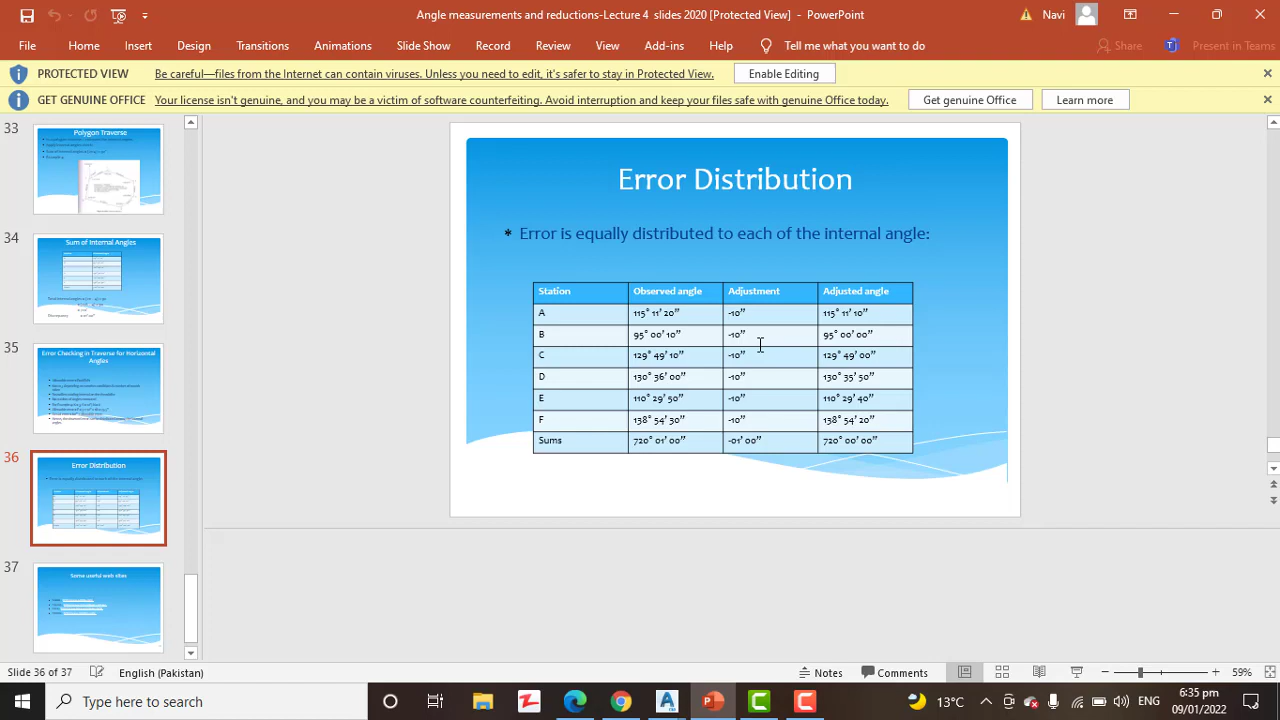 Angle measurements and reductions-Lecture 4 slides 2020 [Protected View] - PowerPoint
Navi
File Home Insert Design Transitions Animations Slide Show Record Review View Add-ins Help Tell me what you want to do Share Present in Teams
PROTECTED VIEW Be careful—files from the Internet can contain viruses. Unless you need to edit, it's safer to stay in Protected View. Enable Editing
GET GENUINE OFFICE Your license isn't genuine, and you may be a victim of software counterfeiting. Avoid interruption and keep your files safe with genuine Office today. Get genuine Office Learn more
33
Polygon Traverse
34
Sum of Internal Angles
35
Error Checking in Traverse for Horizontal
Angles
36
Error Distribution
37
Some useful web sites
Error Distribution
* Error is equally distributed to each of the internal angle:
Station Observed angle Adjustment Adjusted angle
A 115° 11' 20" -10" 115° 11' 10"
B 95° 00' 10" -10" 95° 00' 00"
C 129° 49' 10" -10" 129° 49' 00"
D 130° 36' 00" -10" 130° 35' 50"
E 110° 29' 50" -10" 110° 29' 40"
F 138° 54' 30" -10" 138° 54' 20"
Sums 720° 01' 00" -01' 00" 720° 00' 00"
Slide 36 of 37 English (Pakistan) Notes Comments 59%
Type here to search 13°C ENG 6:35 pm
09/01/2022